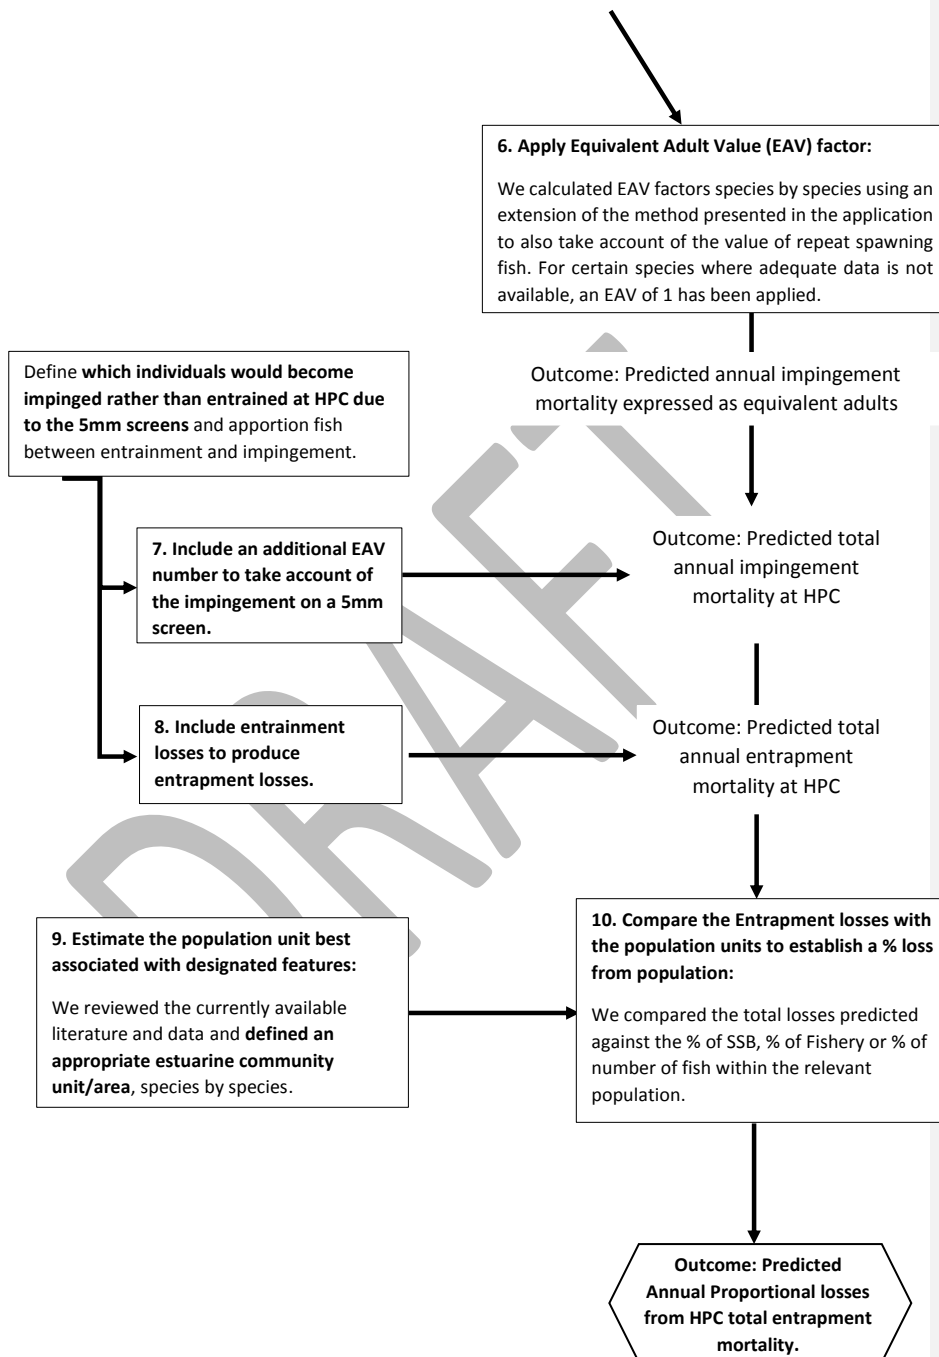 6. Apply Equivalent Adult Value (EAV) factor:
We calculated EAV factors species by species using an
extension of the method presented in the application
to also take account of the value of repeat spawning
fish. For certain species where adequate data is not
available, an EAV of 1 has been applied.
Define which individuals would become
impinged rather than entrained at HPC due
to the 5mm screens and apportion fish
between entrainment and impingement.
Outcome: Predicted annual impingement
mortality expressed as equivalent adults
7. Include an additional EAV
number to take account of
the impingement on a 5mm
screen.
Outcome: Predicted total
annual impingement
mortality at HPC
8. Include entrainment
losses to produce
entrapment losses.
Outcome: Predicted total
annual entrapment
mortality at HPC
9. Estimate the population unit best
associated with designated features:
We reviewed the currently available
literature and data and defined an
appropriate estuarine community
unit/area, species by species.
10. Compare the Entrapment losses with
the population units to establish a % loss
from population:
We compared the total losses predicted
against the % of SSB, % of Fishery or % of
number of fish within the relevant
population.
Outcome: Predicted
Annual Proportional losses
from HPC total entrapment
mortality.
DRAFT